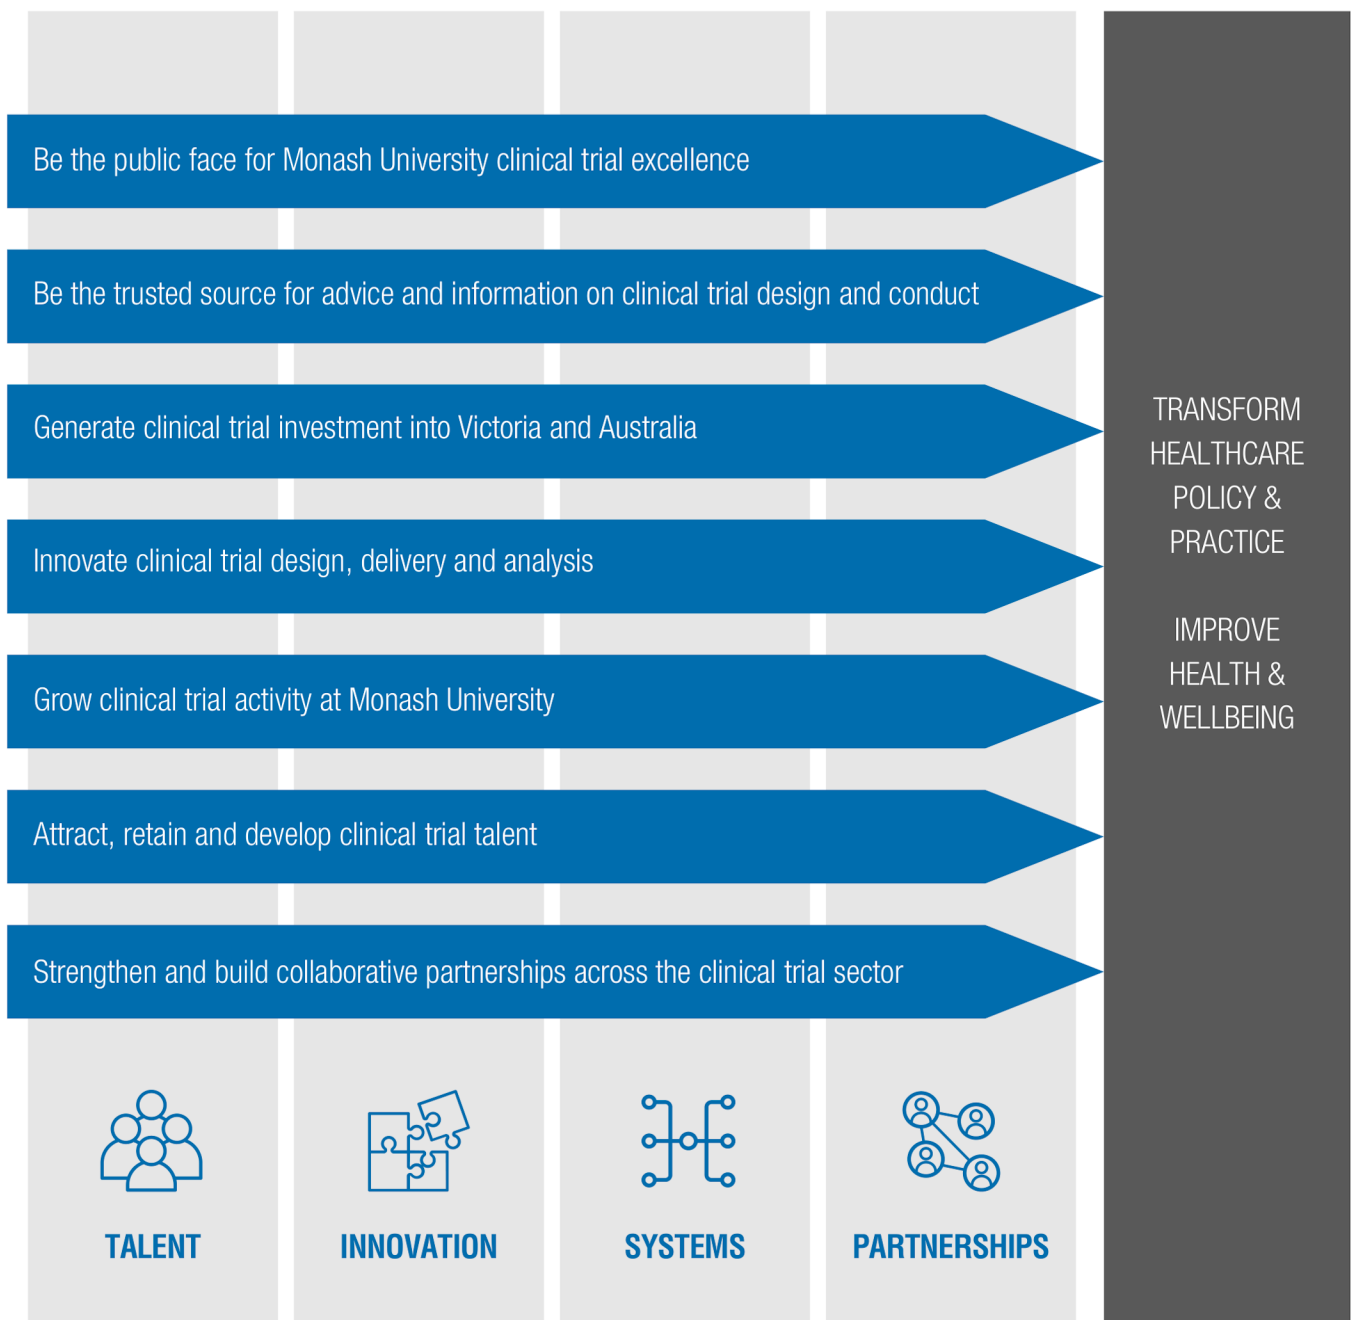 Be the public face for Monash University clinical trial excellence
Be the trusted source for advice and information on clinical trial design and conduct
Generate clinical trial investment into Victoria and Australia
Innovate clinical trial design, delivery and analysis
Grow clinical trial activity at Monash University
Attract, retain and develop clinical trial talent
Strengthen and build collaborative partnerships across the clinical trial sector
TALENT
INNOVATION
SYSTEMS
PARTNERSHIPS
TRANSFORM
HEALTHCARE
POLICY &
PRACTICE
IMPROVE
HEALTH &
WELLBEING